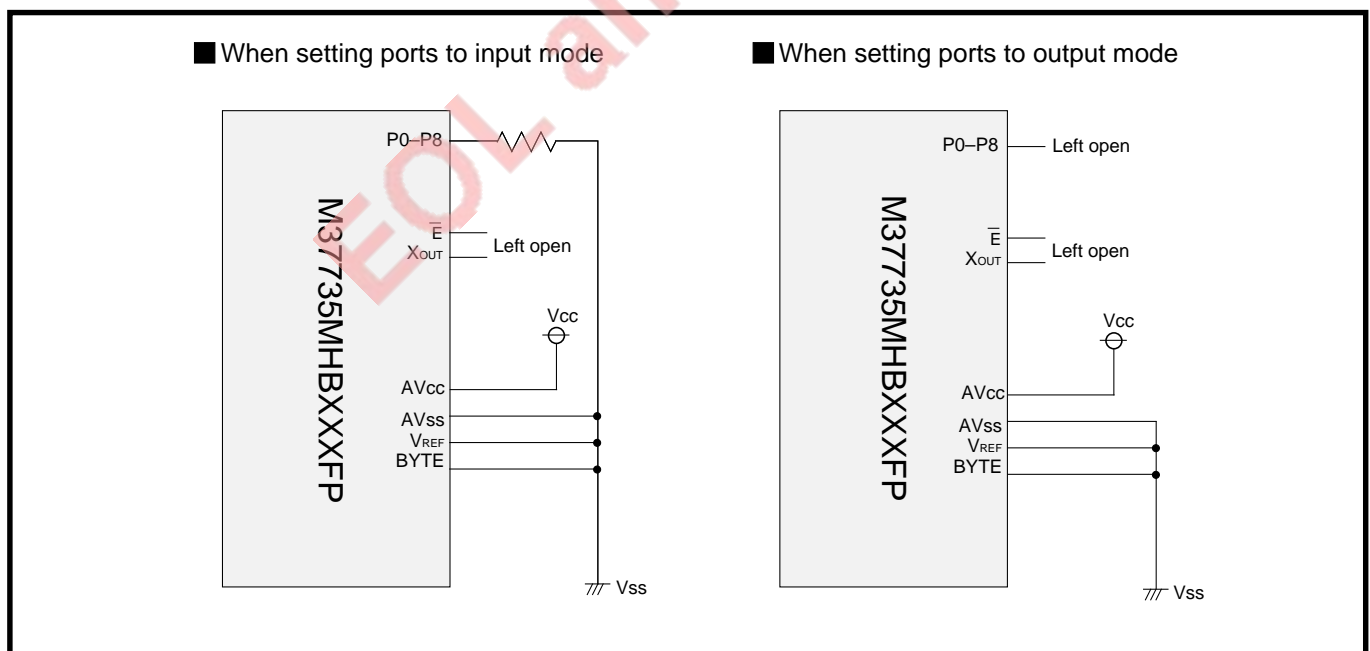 ■ When setting ports to input mode
P0–P8
M37735MHBXXXFP
E
XOUT
Left open
Vcc
AVcc
AVss
VREF
BYTE
Vss
■ When setting ports to output mode
P0–P8
Left open
M37735MHBXXXFP
E
XOUT
Left open
Vcc
AVcc
AVss
VREF
BYTE
Vss
EOL an